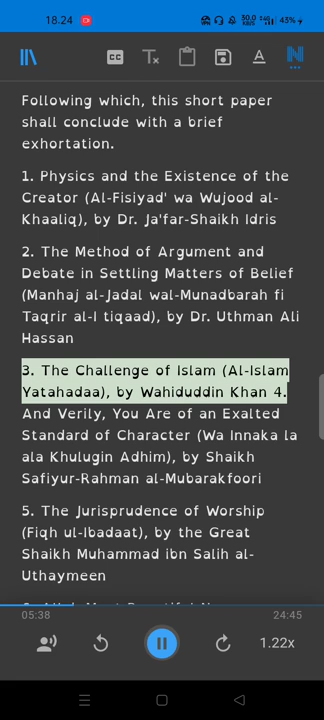 18.24
50.0
KB/S
43%
CC
A
N
Following which, this short paper
shall conclude with a brief
exhortation.
1. Physics and the Existence of the
Creator (Al-Fisiyad' wa Wujood al-
Khaaliq), by Dr. Ja'far-Shaikh Idris
2. The Method of Argument and
Debate in Settling Matters of Belief
(Manhaj al-Jadal wal-Munadbarah fi
Taqrir al-I tiqaad), by Dr. Uthman Ali
Hassan
3. The Challenge of Islam (Al-Islam
Yatahadaa), by Wahiduddin Khan 4.
And Verily, You Are of an Exalted
Standard of Character (Wa Innaka la
ala Khulugin Adhim), by Shaikh
Safiyur-Rahman al-Mubarakfoori
5. The Jurisprudence of Worship
(Fiqh ul-Ibadaat), by the Great
Shaikh Muhammad ibn Salih al-
Uthaymeen
05:38
24:45
1.22x